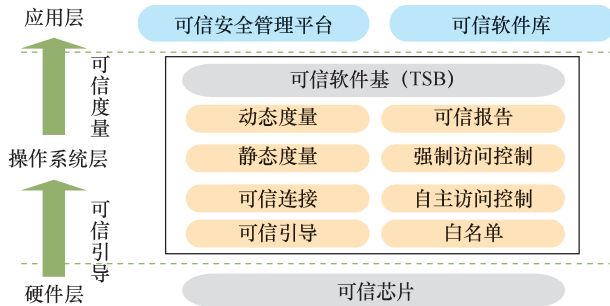 应用层
可信安全管理平台
可信软件库
可信度量
可信软件基（TSB）
动态度量
可信报告
操作系统层
静态度量
强制访问控制
可信连接
自主访问控制
可信引导
可信引导
白名单
硬件层
可信芯片